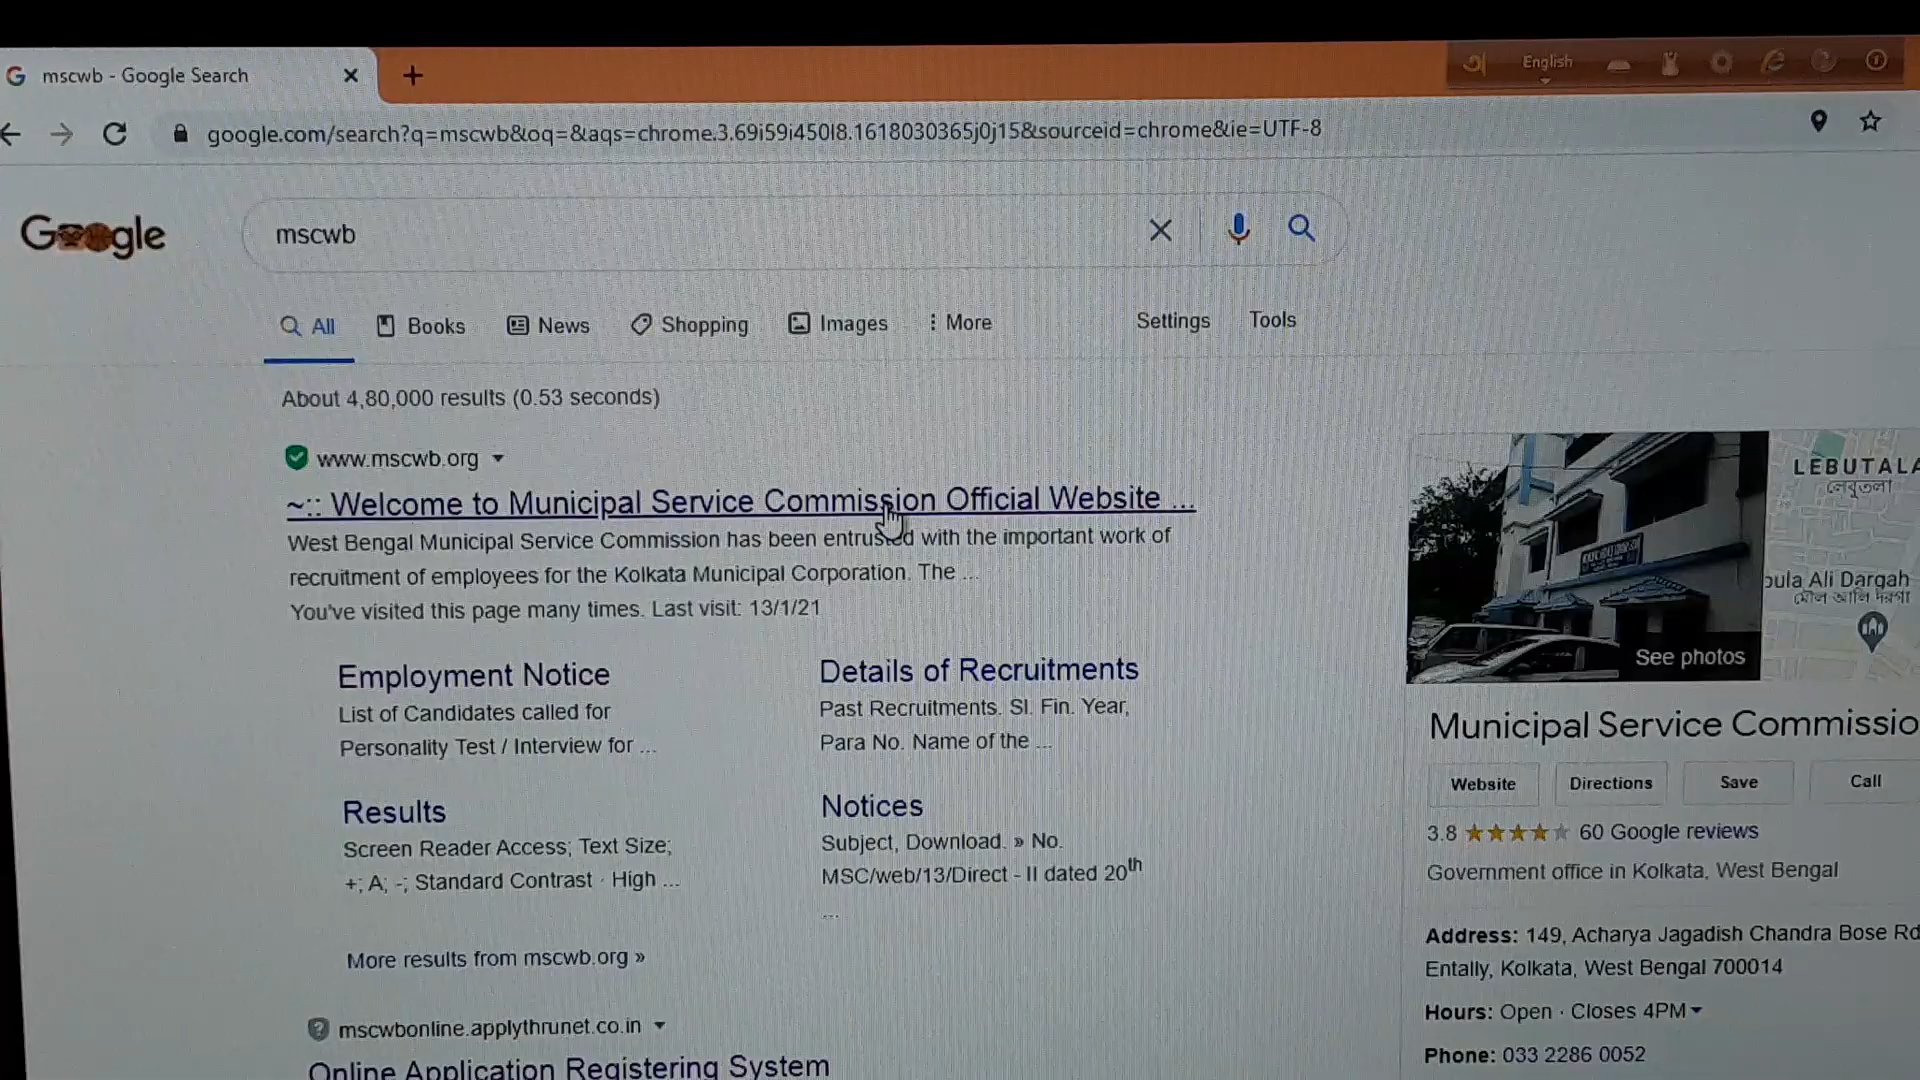 mscwb - Google Search
English
google.com/search?q=mscwb&oq=&aqs=chrome.3.69i59i450l8.1618030365j0j15&sourceid=chrome&ie=UTF-8
Google
mscwb
All Books News Shopping Images More Settings Tools
About 4,80,000 results (0.53 seconds)
www.mscwb.org
~:: Welcome to Municipal Service Commission Official Website ...
West Bengal Municipal Service Commission has been entrusted with the important work of
recruitment of employees for the Kolkata Municipal Corporation. The ...
You've visited this page many times. Last visit: 13/1/21
Employment Notice
List of Candidates called for
Personality Test / Interview for ...
Details of Recruitments
Past Recruitments. Sl. Fin. Year,
Para No. Name of the ...
Results
Screen Reader Access; Text Size;
+; A; -; Standard Contrast · High ...
Notices
Subject, Download. » No.
MSC/web/13/Direct - II dated 20th
...
More results from mscwb.org »
mscwbonline.applythrunet.co.in
Online Application Registering System
LEBUTALA
লেবুতলা
oula Ali Dargah
মৌল আলি দরগা
See photos
Municipal Service Commissio
Website Directions Save Call
3.8 60 Google reviews
Government office in Kolkata, West Bengal
Address: 149, Acharya Jagadish Chandra Bose Rd
Entally, Kolkata, West Bengal 700014
Hours: Open · Closes 4PM
Phone: 033 2286 0052